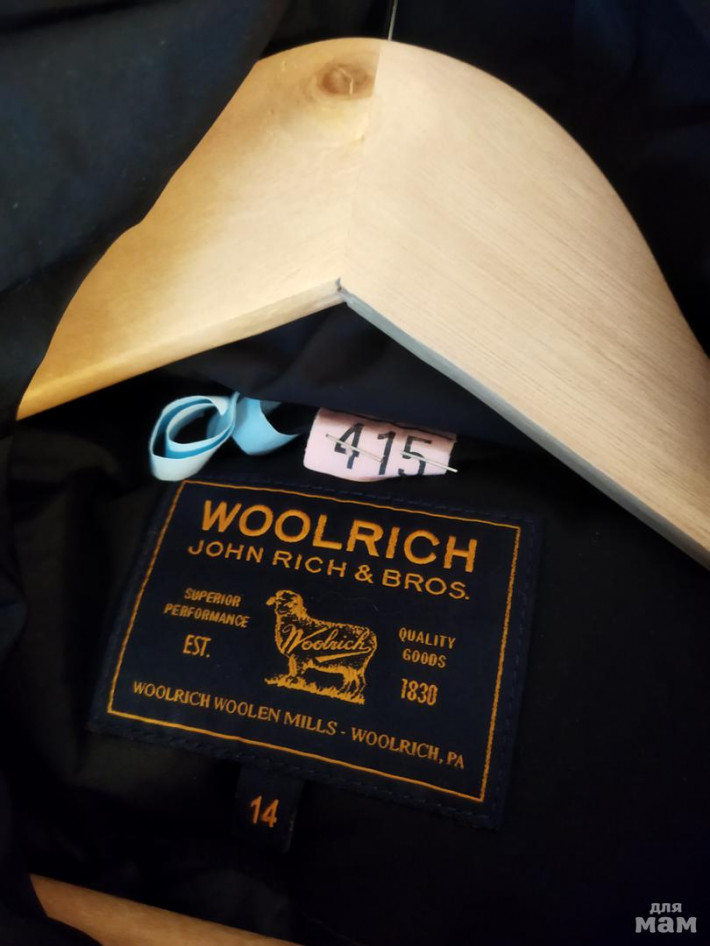 415
WOOLRICH
JOHN RICH & BROS.
SUPERIOR
PERFORMANCE
EST.
Woolrich
QUALITY
GOODS
1830
WOOLRICH WOOLEN MILLS - WOOLRICH, PA
14
для
мам